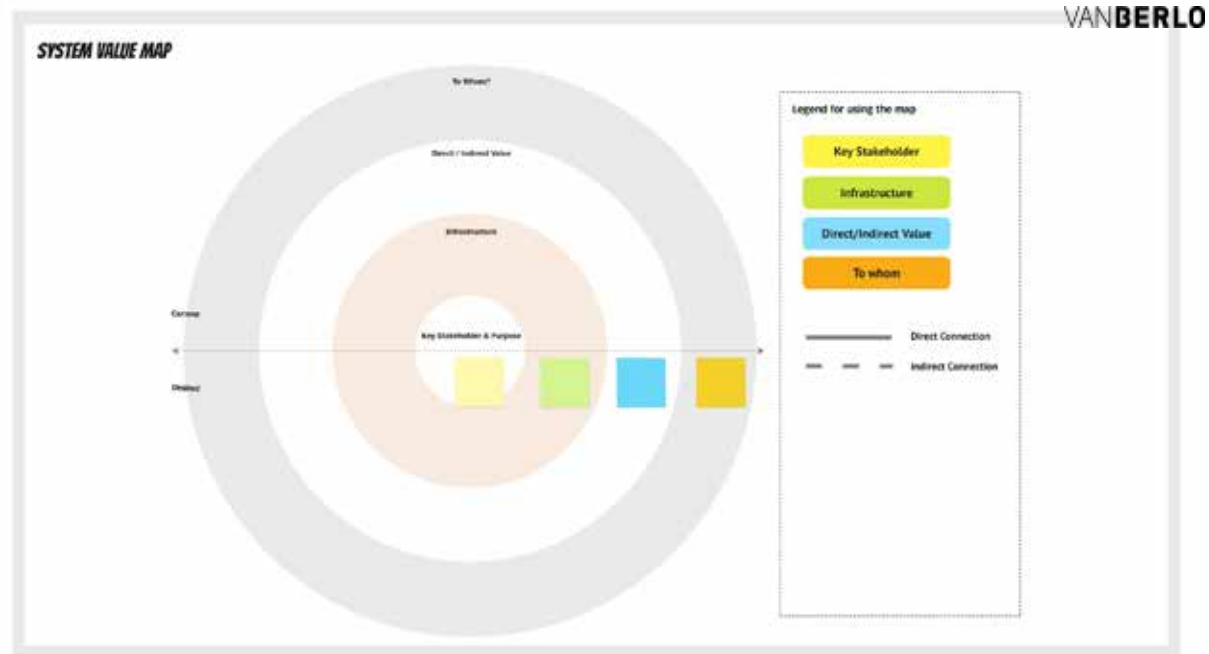 VANBERLO
SYSTEM VALUE MAP
To Whom?
Direct / Indirect Value
Infrastructure
Key Stakeholder & Purpose
Legend for using the map
Key Stakeholder
Infrastructure
Direct/Indirect Value
To whom
Direct Connection
Indirect Connection